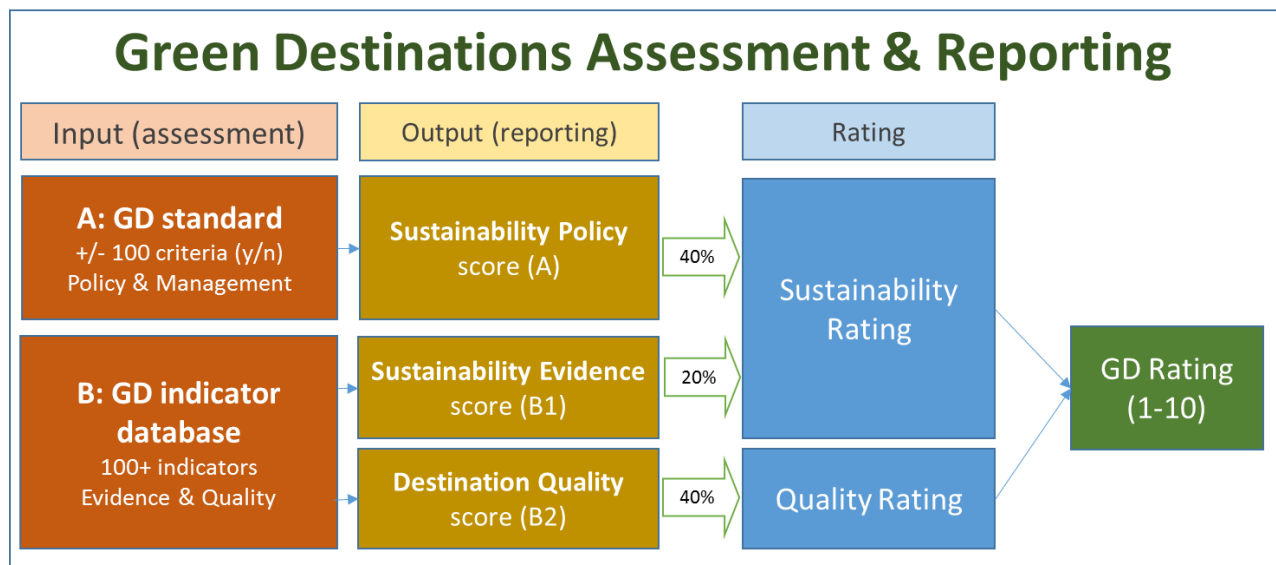 Green Destinations Assessment & Reporting
Input (assessment)
Output (reporting)
Rating
A: GD standard
+/- 100 criteria (y/n)
Policy & Management
Sustainability Policy
score (A)
40%
Sustainability
Rating
B: GD indicator
database
100+ indicators
Evidence & Quality
Sustainability Evidence
score (B1)
20%
Destination Quality
score (B2)
40%
Quality Rating
GD Rating
(1-10)